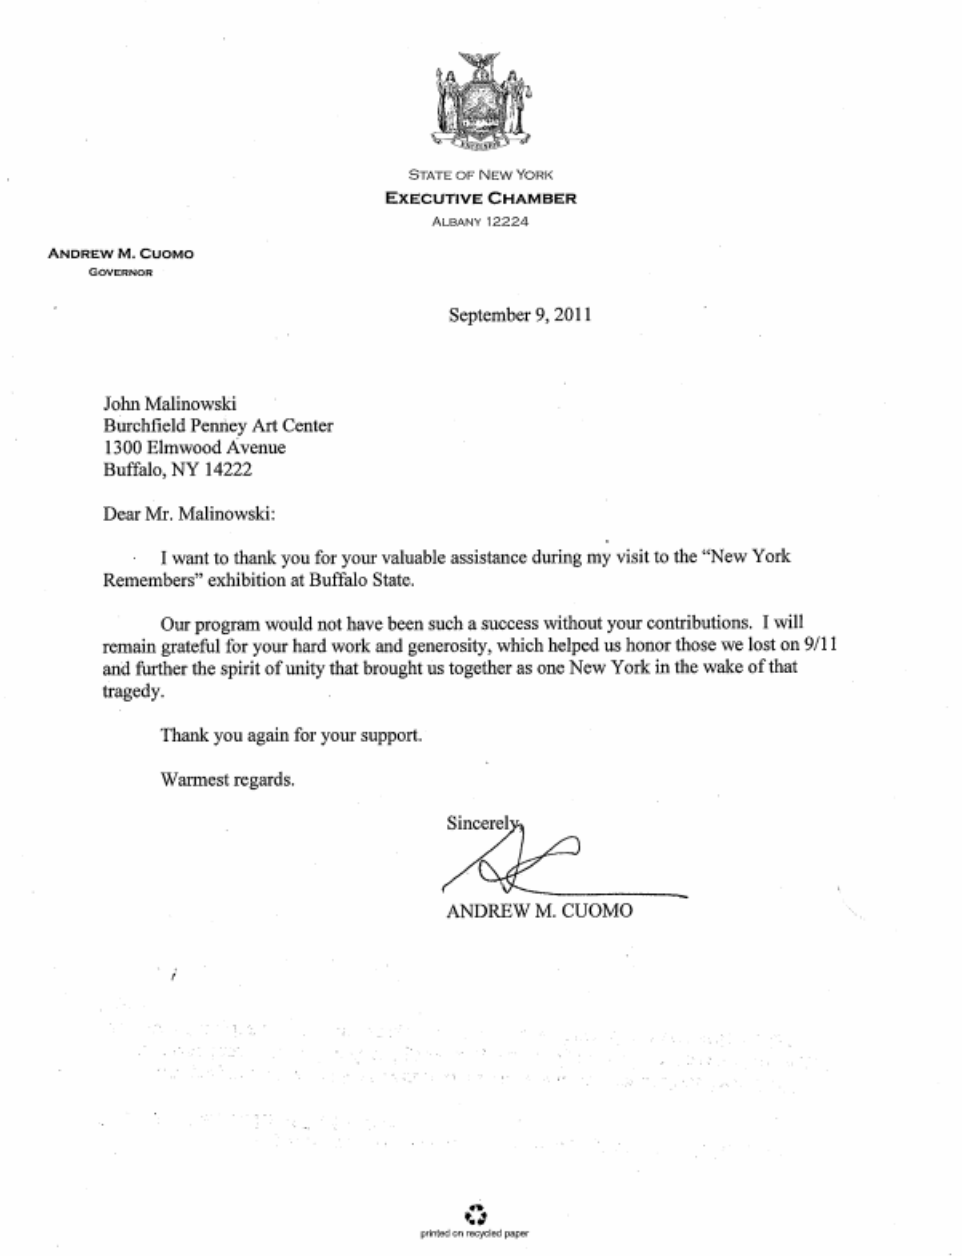 EXCELSIOR
STATE OF NEW YORK
EXECUTIVE CHAMBER
ALBANY 12224
ANDREW M. CUOMO
GOVERNOR
September 9, 2011
John Malinowski
Burchfield Penney Art Center
1300 Elmwood Avenue
Buffalo, NY 14222
Dear Mr. Malinowski:
I want to thank you for your valuable assistance during my visit to the “New York
Remembers” exhibition at Buffalo State.
Our program would not have been such a success without your contributions.  I will
remain grateful for your hard work and generosity, which helped us honor those we lost on 9/11
and further the spirit of unity that brought us together as one New York in the wake of that
tragedy.
Thank you again for your support.
Warmest regards.
Sincerely,
ANDREW M. CUOMO
printed on recycled paper